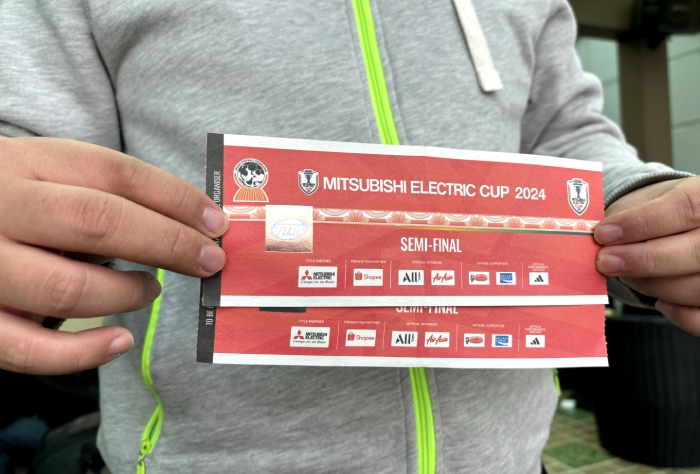 MITSUBISHI ELECTRIC CUP 2024
SEMI-FINAL
TITLE PARTNER PRESENTING PARTNER OFFICIAL SPONSORS OFFICIAL SUPPORTERS
MITSUBISHI ELECTRIC
Changes for the Better
Shopee
AirAsia
ORGANISER
SEMI-FINAL
TITLE PARTNER PRESENTING PARTNER OFFICIAL SPONSORS OFFICIAL SUPPORTERS
MITSUBISHI ELECTRIC
Changes for the Better
Shopee
AirAsia
TO BE